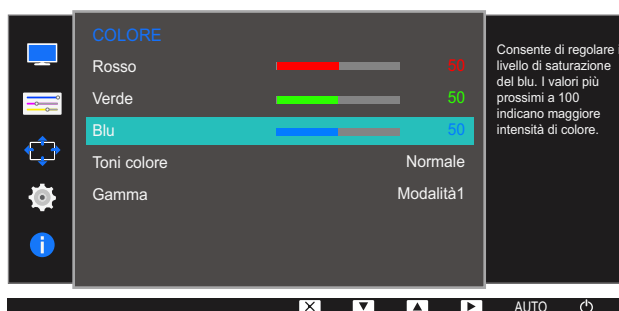 COLORE
Rosso 50
Verde 50
Blu 50
Toni colore Normale
Gamma Modalità1
Consente di regolare i
livello di saturazione
del blu. I valori più
prossimi a 100
indicano maggiore
intensità di colore.
AUTO